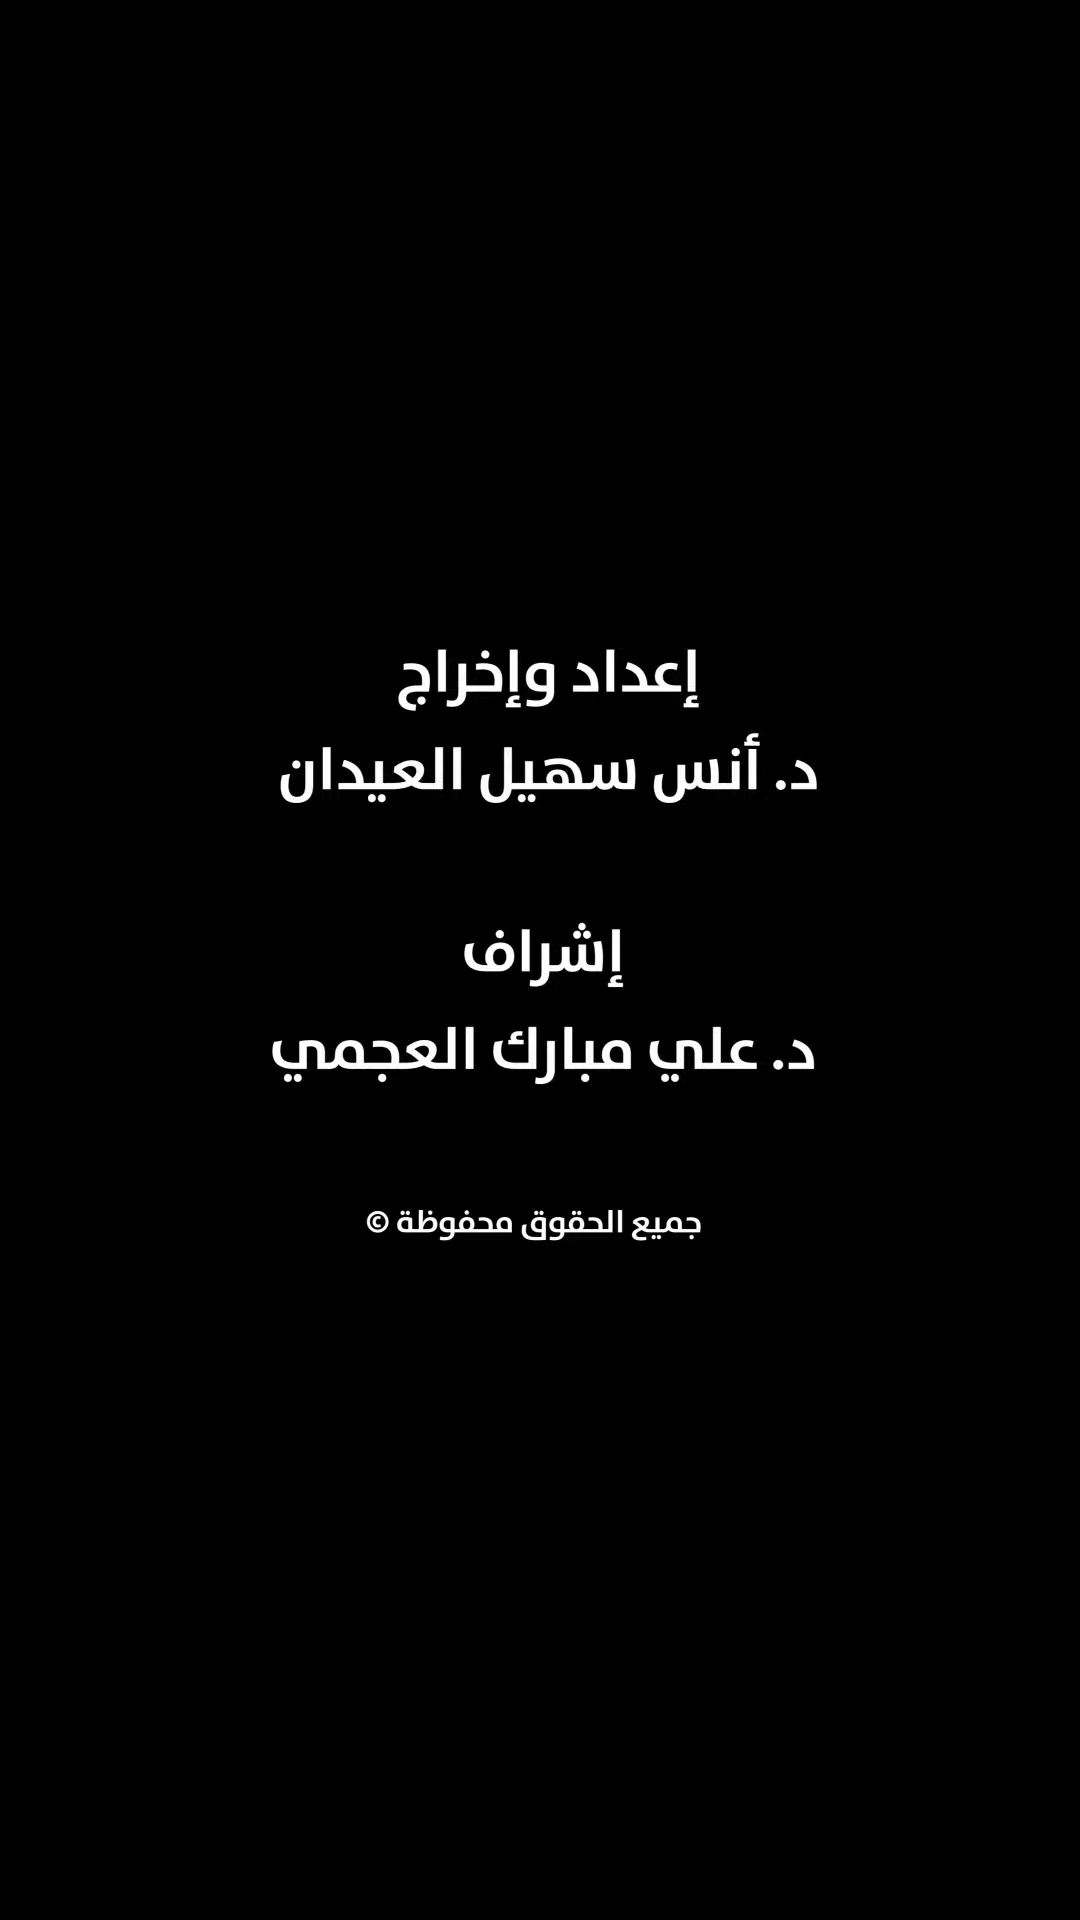 إعداد وإخراج
د. أنس سهيل العيدان
إشراف
د. علي مبارك العجمي
جميع الحقوق محفوظة ©